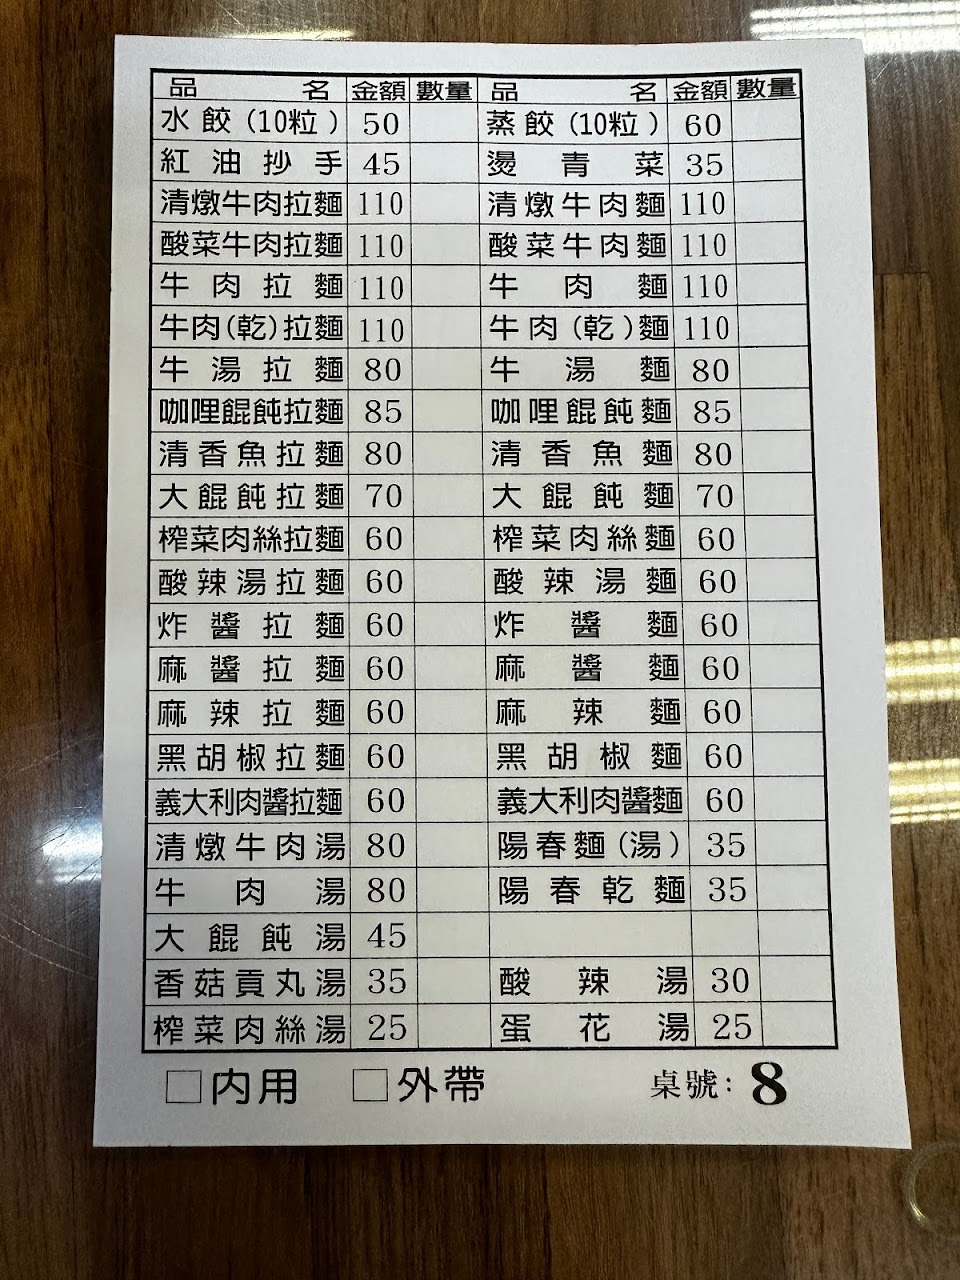 品名 金額 數量 品名 金額 數量
水餃(10粒) 50 蒸餃(10粒) 60
紅油抄手 45 燙青菜 35
清燉牛肉拉麵 110 清燉牛肉麵 110
酸菜牛肉拉麵 110 酸菜牛肉麵 110
牛肉拉麵 110 牛肉麵 110
牛肉(乾)拉麵 110 牛肉(乾)麵 110
牛湯拉麵 80 牛湯麵 80
咖哩餛飩拉麵 85 咖哩餛飩麵 85
清香魚拉麵 80 清香魚麵 80
大餛飩拉麵 70 大餛飩麵 70
榨菜肉絲拉麵 60 榨菜肉絲麵 60
酸辣湯拉麵 60 酸辣湯麵 60
炸醬拉麵 60 炸醬麵 60
麻醬拉麵 60 麻醬麵 60
麻辣拉麵 60 麻辣麵 60
黑胡椒拉麵 60 黑胡椒麵 60
義大利肉醬拉麵 60 義大利肉醬麵 60
清燉牛肉湯 80 陽春麵(湯) 35
牛肉湯 80 陽春乾麵 35
大餛飩湯 45
香菇貢丸湯 35 酸辣湯 30
榨菜肉絲湯 25 蛋花湯 25
□內用 □外帶 桌號: 8